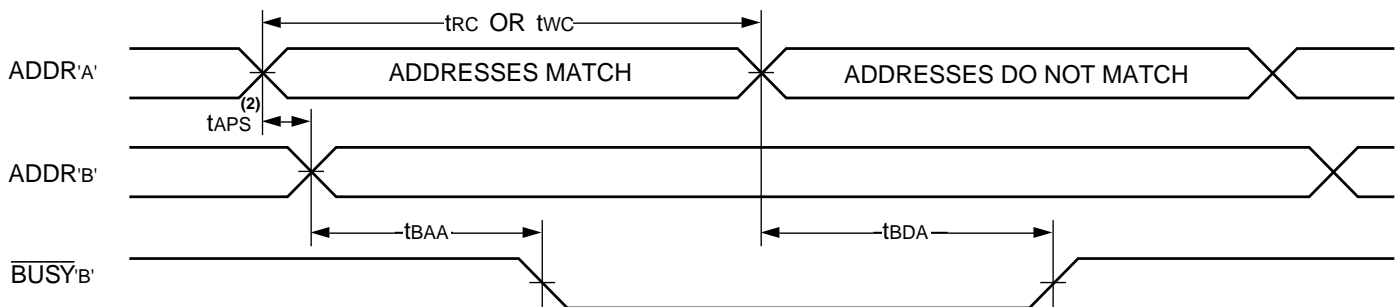 tRC OR tWC
ADDR'A'
ADDRESSES MATCH
ADDRESSES DO NOT MATCH
(2)
tAPS
ADDR'B'
tBAA
tBDA
BUSY'B'